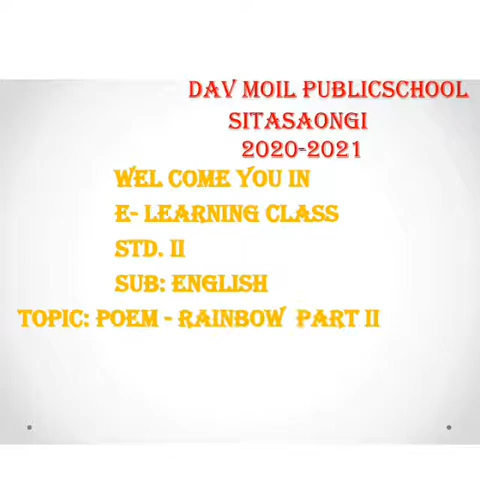 DAV MOIL PUBLICSCHOOL
SITASAONGI
2020-2021
WEL COME YOU IN
E- LEARNING CLASS
STD. II
SUB: ENGLISH
TOPIC: POEM - RAINBOW PART II